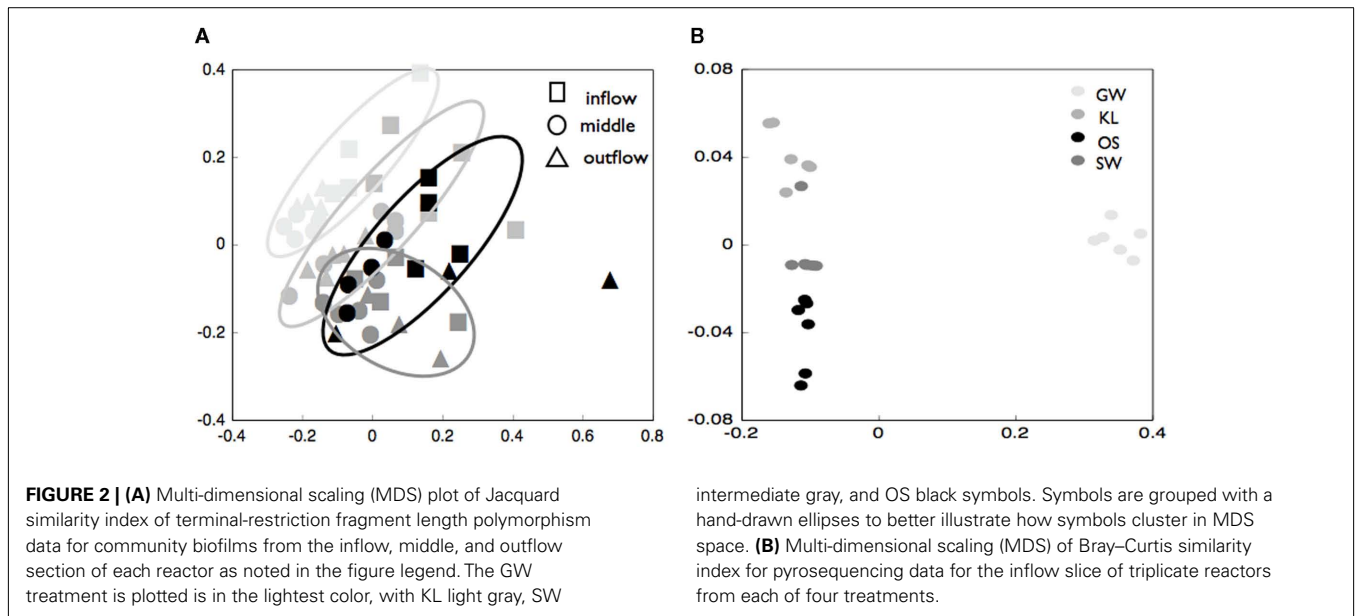 A
0.4
0.2
0
-0.2
-0.4
-0.4
-0.2
0
0.2
0.4
0.6
0.8
inflow
middle
outflow
B
0.08
0.04
0
-0.04
-0.08
-0.2
0
0.2
0.4
GW
KL
OS
SW
FIGURE 2 | (A) Multi-dimensional scaling (MDS) plot of Jacquard
similarity index of terminal-restriction fragment length polymorphism
data for community biofilms from the inflow, middle, and outflow
section of each reactor as noted in the figure legend. The GW
treatment is plotted is in the lightest color, with KL light gray, SW
intermediate gray, and OS black symbols. Symbols are grouped with a
hand-drawn ellipses to better illustrate how symbols cluster in MDS
space. (B) Multi-dimensional scaling (MDS) of Bray–Curtis similarity
index for pyrosequencing data for the inflow slice of triplicate reactors
from each of four treatments.